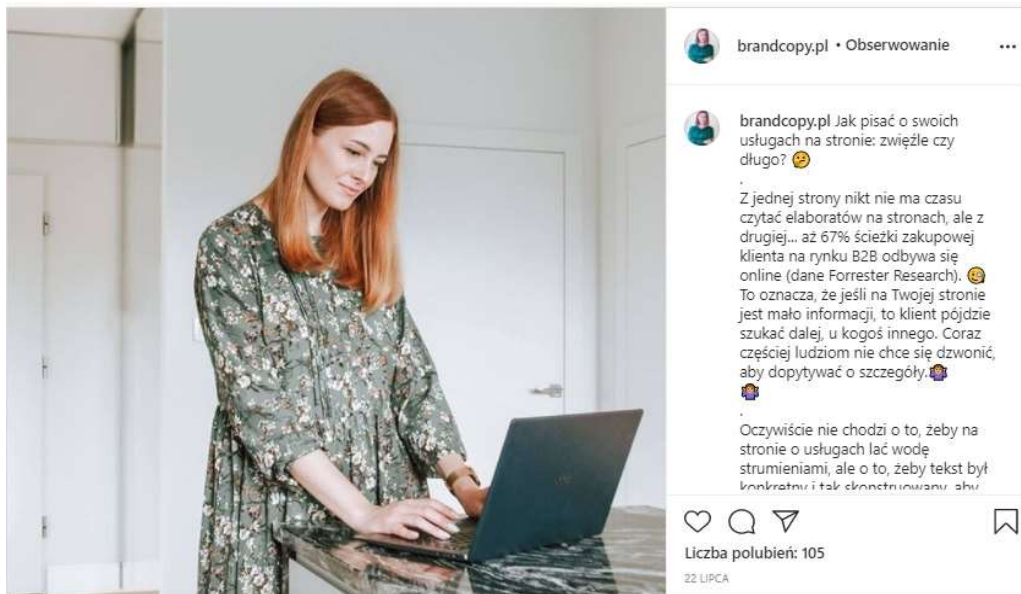 brandcopy.pl • Obserwowanie
brandcopy.pl Jak pisać o swoich
usługach na stronie: zwięźle czy
długo? 🤔
.
Z jednej strony nikt nie ma czasu
czytać elaboratów na stronach, ale z
drugiej... aż 67% ścieżki zakupowej
klienta na rynku B2B odbywa się
online (dane Forrester Research). 🧐
To oznacza, że jeśli na Twojej stronie
jest mało informacji, to klient pójdzie
szukać dalej, u kogoś innego. Coraz
częściej ludziom nie chce się dzwonić,
aby dopytywać o szczegóły.🤷‍♀️
🤷‍♀️
.
Oczywiście nie chodzi o to, żeby na
stronie o usługach lać wodę
strumieniami, ale o to, żeby tekst był
konkretny i tak skonstruowany, aby
Liczba polubień: 105
22 LIPCA